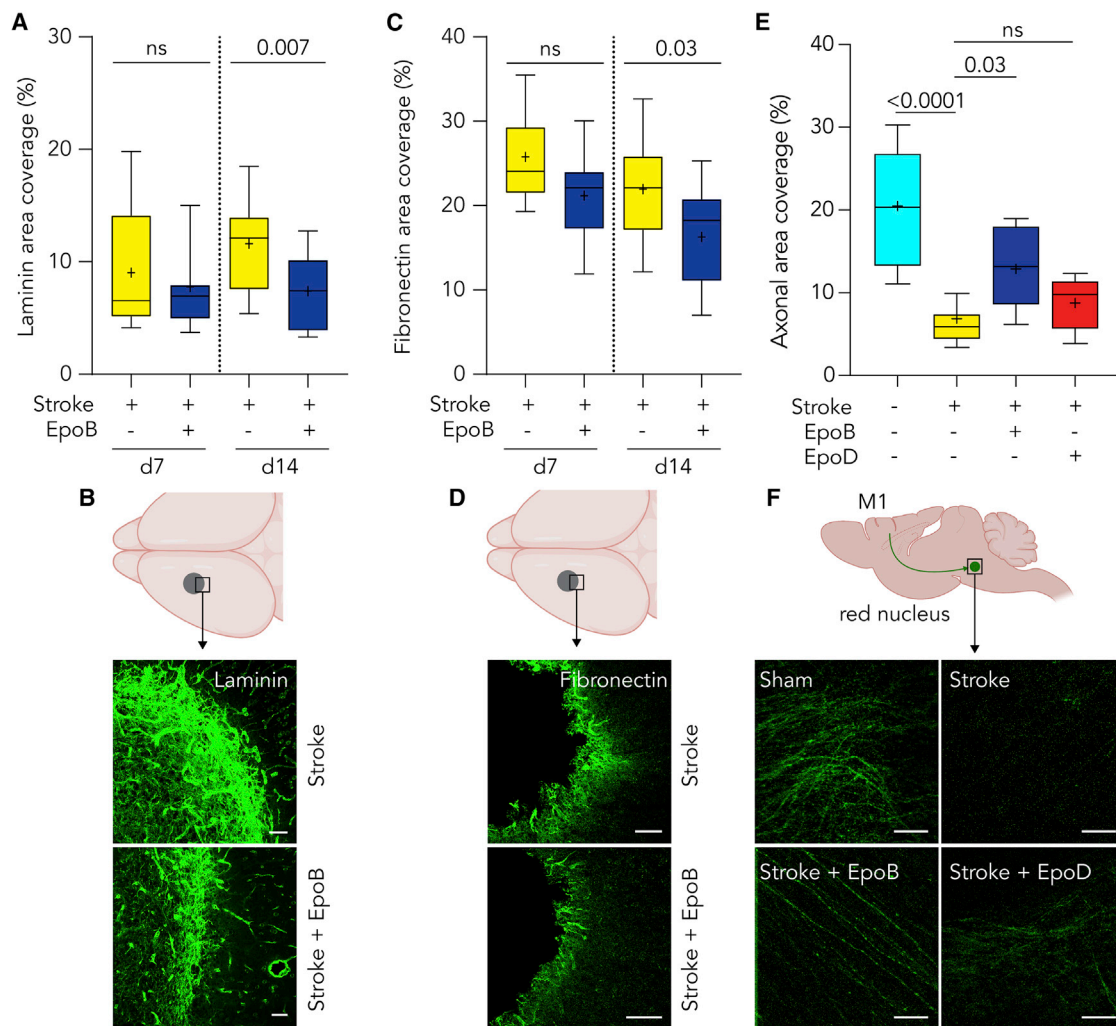 A
Laminin area coverage (%)
30
20
10
0
ns
0.007
Stroke + + + +
EpoB - + - +
d7 d14
C
Fibronectin area coverage (%)
40
30
20
10
0
ns
0.03
Stroke + + + +
EpoB - + - +
d7 d14
E
Axonal area coverage (%)
40
30
20
10
0
ns
0.03
<0.0001
Stroke - + + +
EpoB - - + -
EpoD - - - +
B
Laminin
Stroke
Stroke + EpoB
D
Fibronectin
Stroke
Stroke + EpoB
F
M1
red nucleus
Sham
Stroke
Stroke + EpoB
Stroke + EpoD